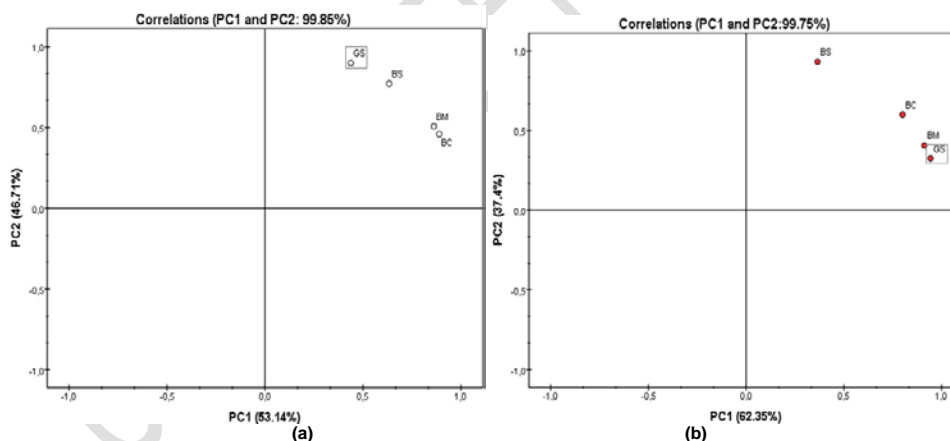 Correlations (PC1 and PC2: 99.85%)
1,0
0,5
0,0
-0,5
-1,0
PC2 (46.71%)
GS
BS
BM
BC
-1,0 -0,5 0,0 0,5 1,0
PC1 (53.14%)
(a)
Correlations (PC1 and PC2:99.75%)
1,0
0,5
0,0
-0,5
-1,0
PC2 (37.4%)
BS
BC
BM
GS
-1,0 -0,5 0,0 0,5 1,0
PC1 (62.35%)
(b)